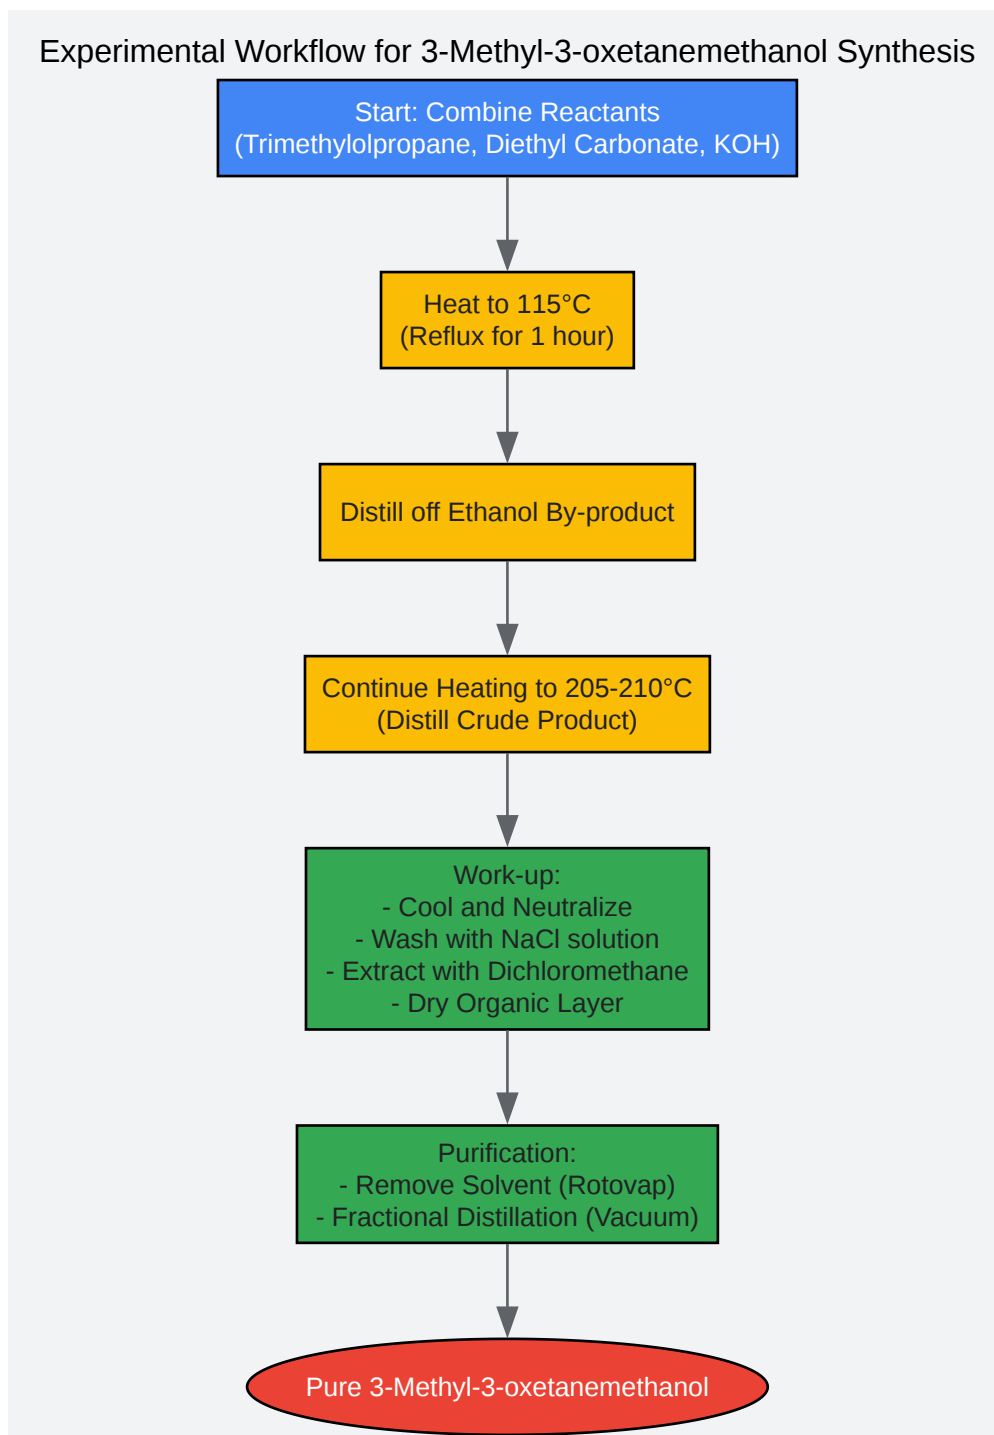 Experimental Workflow for 3-Methyl-3-oxetanemethanol Synthesis
Start: Combine Reactants
(Trimethylolpropane, Diethyl Carbonate, KOH)
Heat to 115°C
(Reflux for 1 hour)
Distill off Ethanol By-product
Continue Heating to 205-210°C
(Distill Crude Product)
Work-up:
- Cool and Neutralize
- Wash with NaCl solution
- Extract with Dichloromethane
- Dry Organic Layer
Purification:
- Remove Solvent (Rotovap)
- Fractional Distillation (Vacuum)
Pure 3-Methyl-3-oxetanemethanol